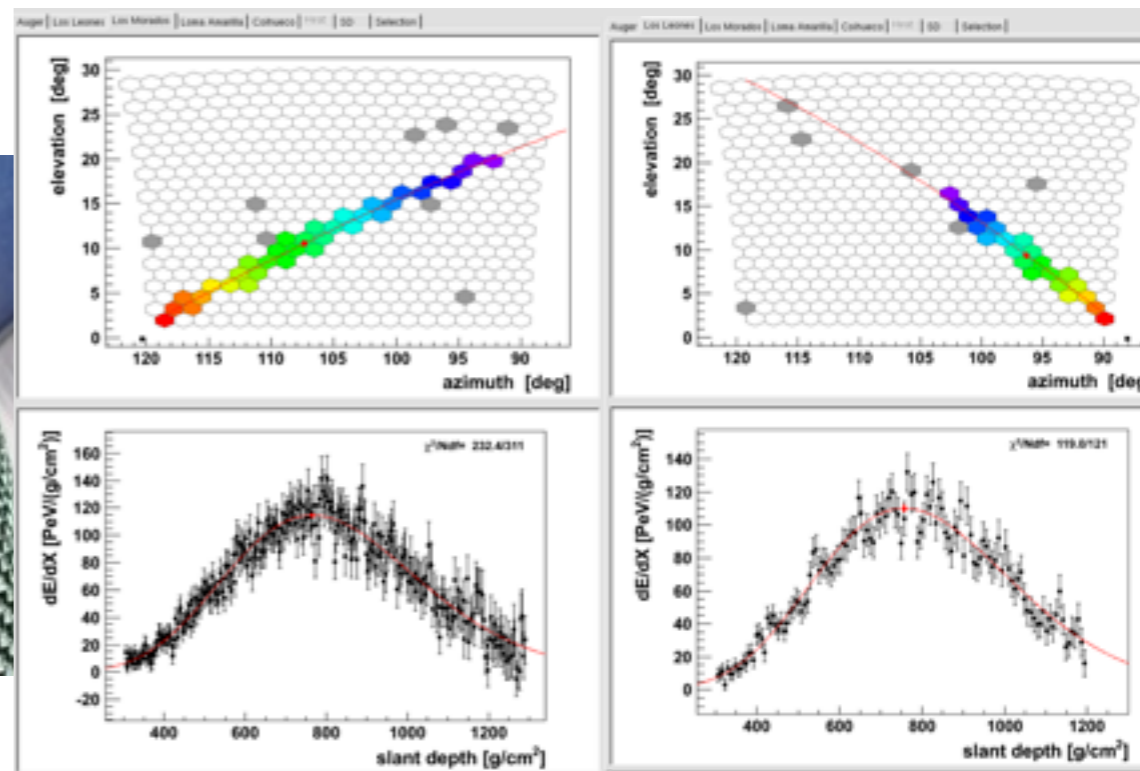 Auger Los Leones Los Morados Loma Amarilla Coihueco Heat SD Selection
30
25
20
15
10
5
0
elevation [deg]
120 115 110 105 100 95 90
azimuth [deg]
Auger Los Leones Los Morados Loma Amarilla Coihueco Heat SD Selection
30
25
20
15
10
5
0
elevation [deg]
120 115 110 105 100 95 90
azimuth [deg
χ²/Ndf= 232.4/311
160
140
120
100
80
60
40
20
0
-20
dE/dX [PeV/(g/cm²)]
400 600 800 1000 1200
slant depth [g/cm²]
χ²/Ndf= 119.0/121
140
120
100
80
60
40
20
0
dE/dX [PeV/(g/cm²)]
400 600 800 1000 1200
slant depth [g/cm²]